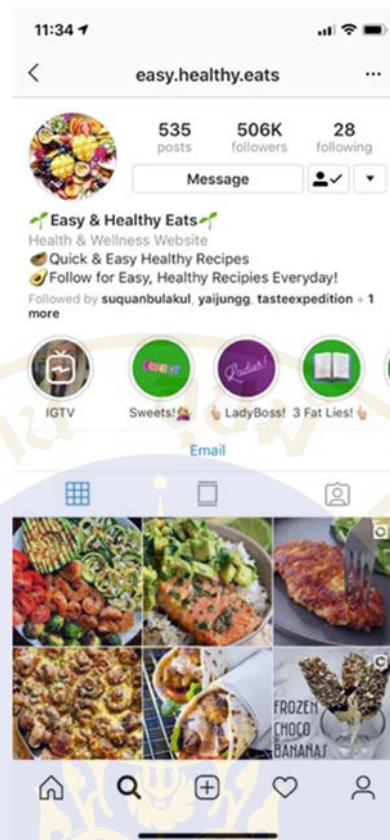 11:34
easy.healthy.eats
535 506K 28
posts followers following
Message
Easy & Healthy Eats
Health & Wellness Website
Quick & Easy Healthy Recipes
Follow for Easy, Healthy Recipies Everyday!
Followed by suquanbulakul, yaijungg, tasteexpedition + 1
more
Ladies!
IGTV Sweets! LadyBoss! 3 Fat Lies!
Email
FROZEN
CHOCO
BANANAS